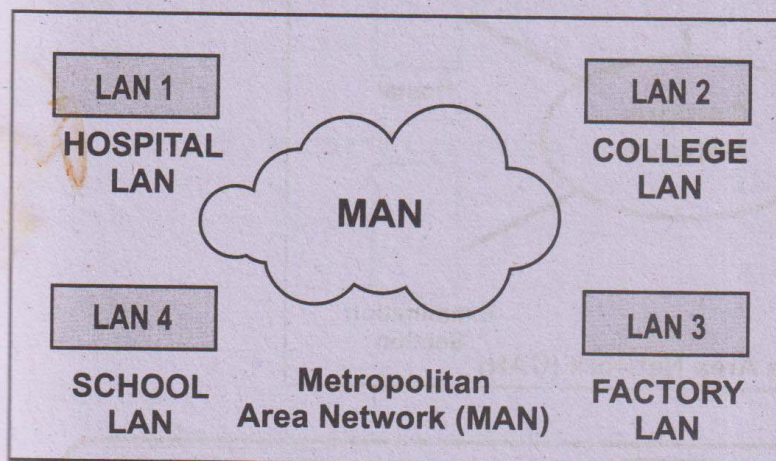 LAN 1
HOSPITAL
LAN
LAN 2
COLLEGE
LAN
MAN
LAN 4
SCHOOL
LAN
Metropolitan
Area Network (MAN)
LAN 3
FACTORY
LAN